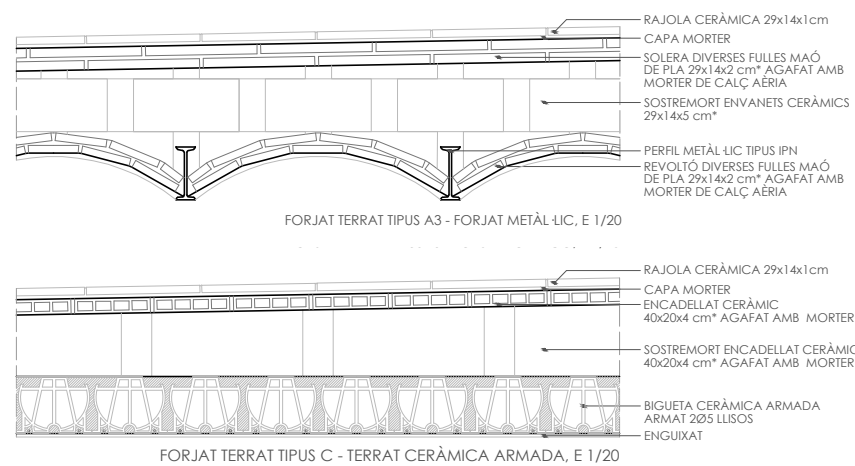 RAJOLA CERÀMICA 29x14x1cm
CAPA MORTER
SOLERA DIVERSES FULLES MAÓ
DE PLA 29x14x2 cm* AGAFAT AMB
MORTER DE CALÇ AÈRIA
SOSTREMORT ENVANETS CERÀMICS
29x14x5 cm*
PERFIL METÀL·LIC TIPUS IPN
REVOLTÓ DIVERSES FULLES MAÓ
DE PLA 29x14x2 cm* AGAFAT AMB
MORTER DE CALÇ AÈRIA
FORJAT TERRAT TIPUS A3 - FORJAT METÀL·LIC, E 1/20
RAJOLA CERÀMICA 29x14x1cm
CAPA MORTER
ENCADELLAT CERÀMIC
40x20x4 cm* AGAFAT AMB MORTER
SOSTREMORT ENCADELLAT CERÀMIC
40x20x4 cm* AGAFAT AMB MORTER
BIGUETA CERÀMICA ARMADA
ARMAT 2Ø5 LLISOS
ENGUIXAT
FORJAT TERRAT TIPUS C - TERRAT CERÀMICA ARMADA, E 1/20